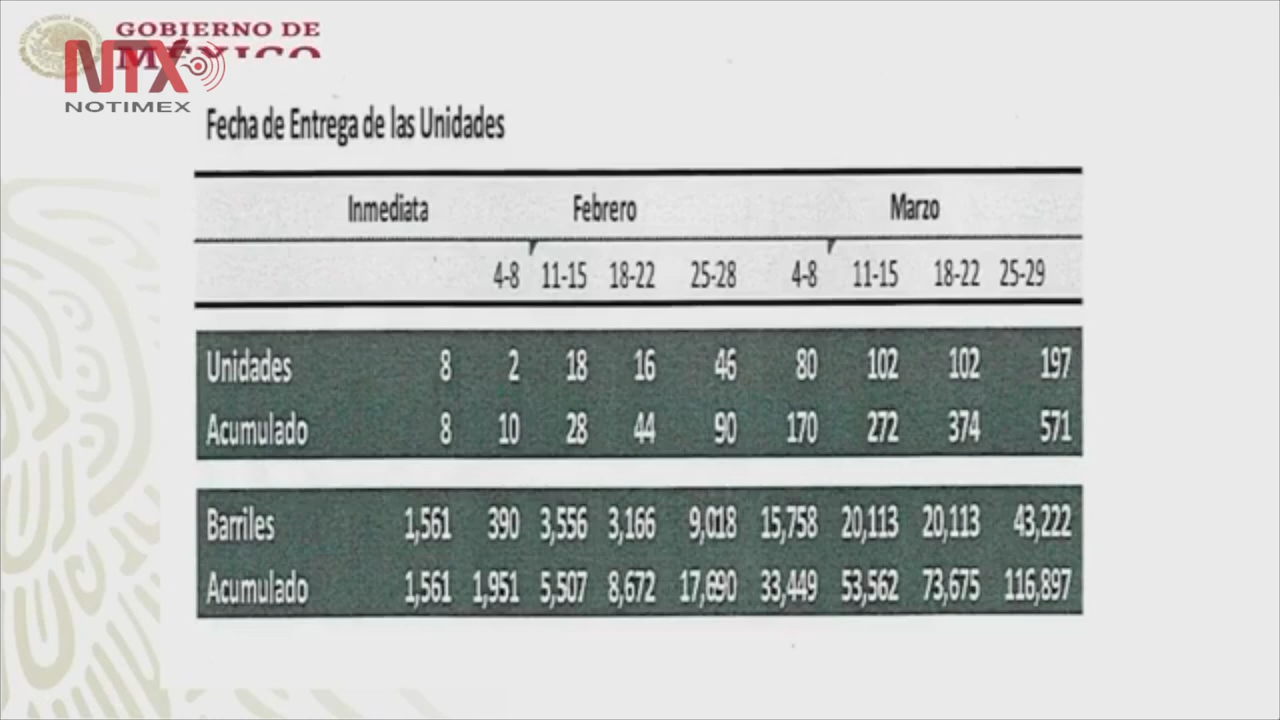 GOBIERNO DE
MÉXICO
NTX
NOTIMEX
Fecha de Entrega de las Unidades
Inmediata Febrero Marzo
4-8 11-15 18-22 25-28 4-8 11-15 18-22 25-29
Unidades 8 2 18 16 46 80 102 102 197
Acumulado 8 10 28 44 90 170 272 374 571
Barriles 1,561 390 3,556 3,166 9,018 15,758 20,113 20,113 43,222
Acumulado 1,561 1,951 5,507 8,672 17,690 33,449 53,562 73,675 116,897